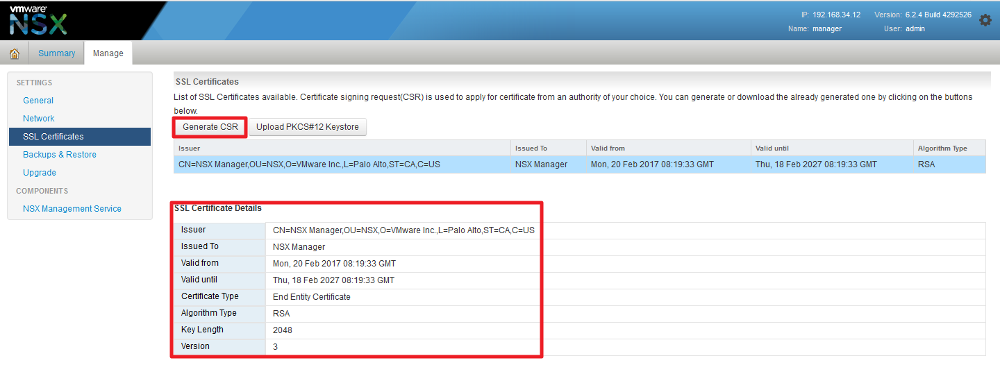 vmware
NSX
IP: 192.168.34.12 Version: 6.2.4 Build 4292526
Name: manager User: admin
Summary Manage
SETTINGS
General
Network
SSL Certificates
Backups & Restore
Upgrade
COMPONENTS
NSX Management Service
SSL Certificates
List of SSL Certificates available. Certificate signing request(CSR) is used to apply for certificate from an authority of your choice. You can generate or download the already generated one by clicking on the buttons
below.
Generate CSR Upload PKCS#12 Keystore
Issuer Issued To Valid from Valid until Algorithm Type
CN=NSX Manager,OU=NSX,O=VMware Inc.,L=Palo Alto,ST=CA,C=US NSX Manager Mon, 20 Feb 2017 08:19:33 GMT Thu, 18 Feb 2027 08:19:33 GMT RSA
SSL Certificate Details
Issuer CN=NSX Manager,OU=NSX,O=VMware Inc.,L=Palo Alto,ST=CA,C=US
Issued To NSX Manager
Valid from Mon, 20 Feb 2017 08:19:33 GMT
Valid until Thu, 18 Feb 2027 08:19:33 GMT
Certificate Type End Entity Certificate
Algorithm Type RSA
Key Length 2048
Version 3